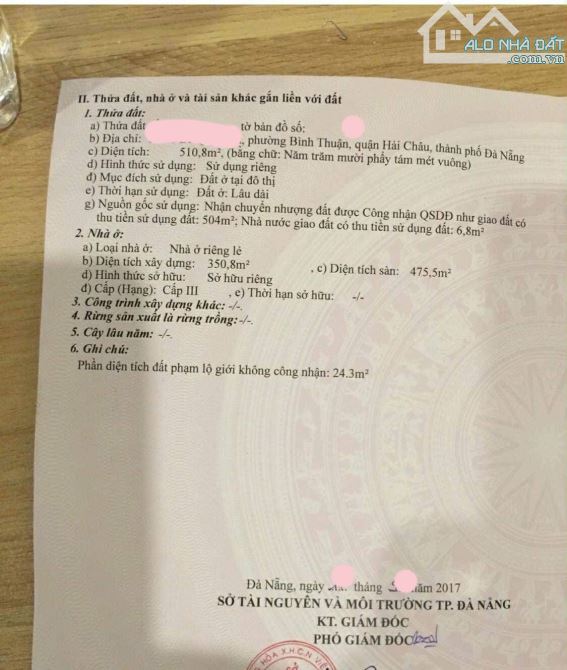 ALO NHÀ ĐẤT
.com.vn
II. Thửa đất, nhà ở và tài sản khác gắn liền với đất
1. Thửa đất:
a) Thửa đất tờ bản đồ số:
b) Địa chỉ: , phường Bình Thuận, quận Hải Châu, thành phố Đà Nẵng
c) Diện tích: 510,8m², (bằng chữ: Năm trăm mười phẩy tám mét vuông)
d) Hình thức sử dụng: Sử dụng riêng
đ) Mục đích sử dụng: Đất ở tại đô thị
e) Thời hạn sử dụng: Đất ở: Lâu dài
g) Nguồn gốc sử dụng: Nhận chuyển nhượng đất được Công nhận QSDĐ như giao đất có
thu tiền sử dụng đất: 504m²; Nhà nước giao đất có thu tiền sử dụng đất: 6,8m²
2. Nhà ở:
a) Loại nhà ở: Nhà ở riêng lẻ
b) Diện tích xây dựng: 350,8m² , c) Diện tích sàn: 475,5m²
d) Hình thức sở hữu: Sở hữu riêng
đ) Cấp (Hạng): Cấp III , e) Thời hạn sở hữu: -/-
3. Công trình xây dựng khác: -/-.
4. Rừng sản xuất là rừng trồng: -/-.
5. Cây lâu năm: -/-.
6. Ghi chú:
Phần diện tích đất phạm lộ giới không công nhận: 24.3m²
Đà Nẵng, ngày tháng năm 2017
SỞ TÀI NGUYÊN VÀ MÔI TRƯỜNG TP. ĐÀ NẴNG
KT. GIÁM ĐỐC
PHÓ GIÁM ĐỐC
HÒA X.H.C.N VIỆ
SỞ